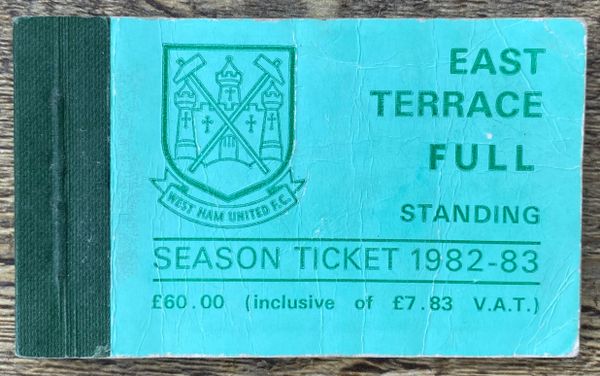 EAST
TERRACE
FULL
STANDING
WEST HAM UNITED F.C.
SEASON TICKET 1982-83
£60.00 (inclusive of £7.83 V.A.T.)